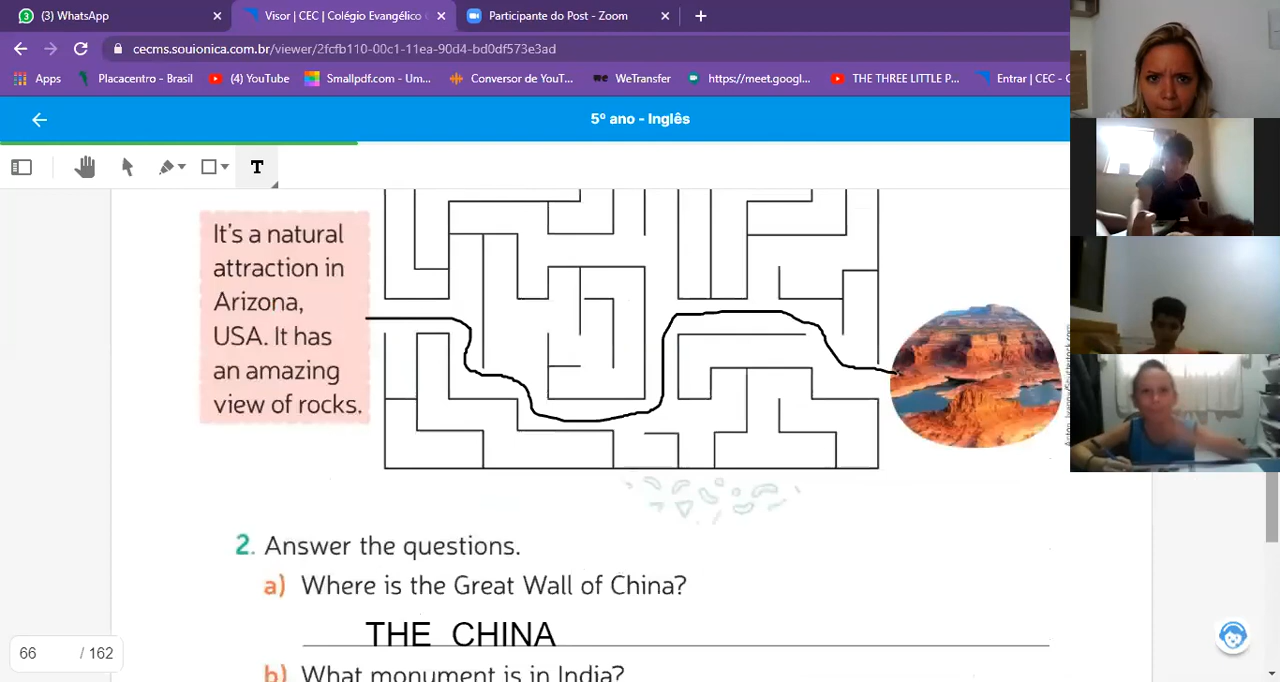 (3) WhatsApp
Visor | CEC | Colégio Evangélico
Participante do Post - Zoom
cecms.souionica.com.br/viewer/2fcfb110-00c1-11ea-90d4-bd0df573e3ad
Apps Placacentro - Brasil (4) YouTube Smallpdf.com - Um... Conversor de YouT... WeTransfer https://meet.googl... THE THREE LITTLE P... Entrar | CEC - C
5º ano - Inglês
T
It's a natural
attraction in
Arizona,
USA. It has
an amazing
view of rocks.
2. Answer the questions.
a) Where is the Great Wall of China?
THE CHINA
66 / 162
b) What monument is in India?